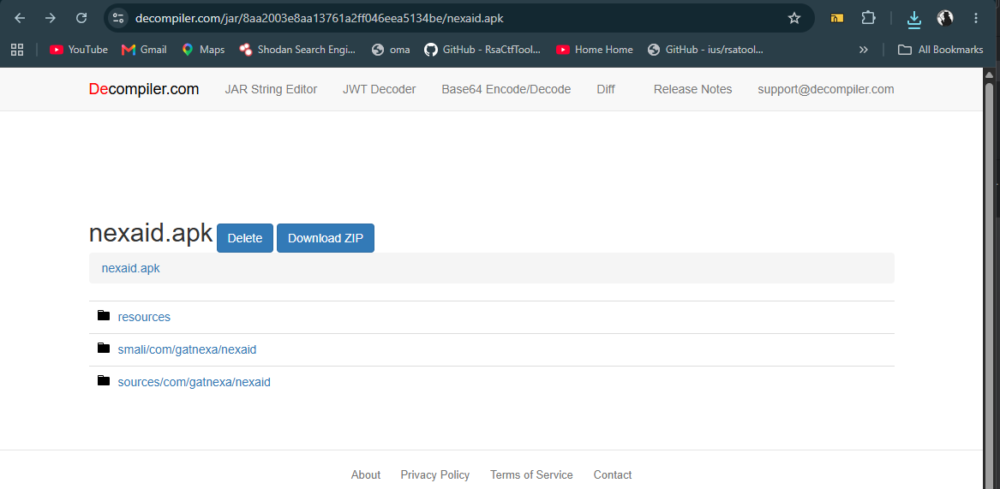 decompiler.com/jar/8aa2003e8aa13761a2ff046eea5134be/nexaid.apk
YouTube Gmail Maps Shodan Search Engi... oma GitHub - RsaCtfTool... Home Home GitHub - ius/rsatool... » All Bookmarks
Decompiler.com JAR String Editor JWT Decoder Base64 Encode/Decode Diff Release Notes support@decompiler.com
nexaid.apk Delete Download ZIP
nexaid.apk
resources
smali/com/gatnexa/nexaid
sources/com/gatnexa/nexaid
About Privacy Policy Terms of Service Contact